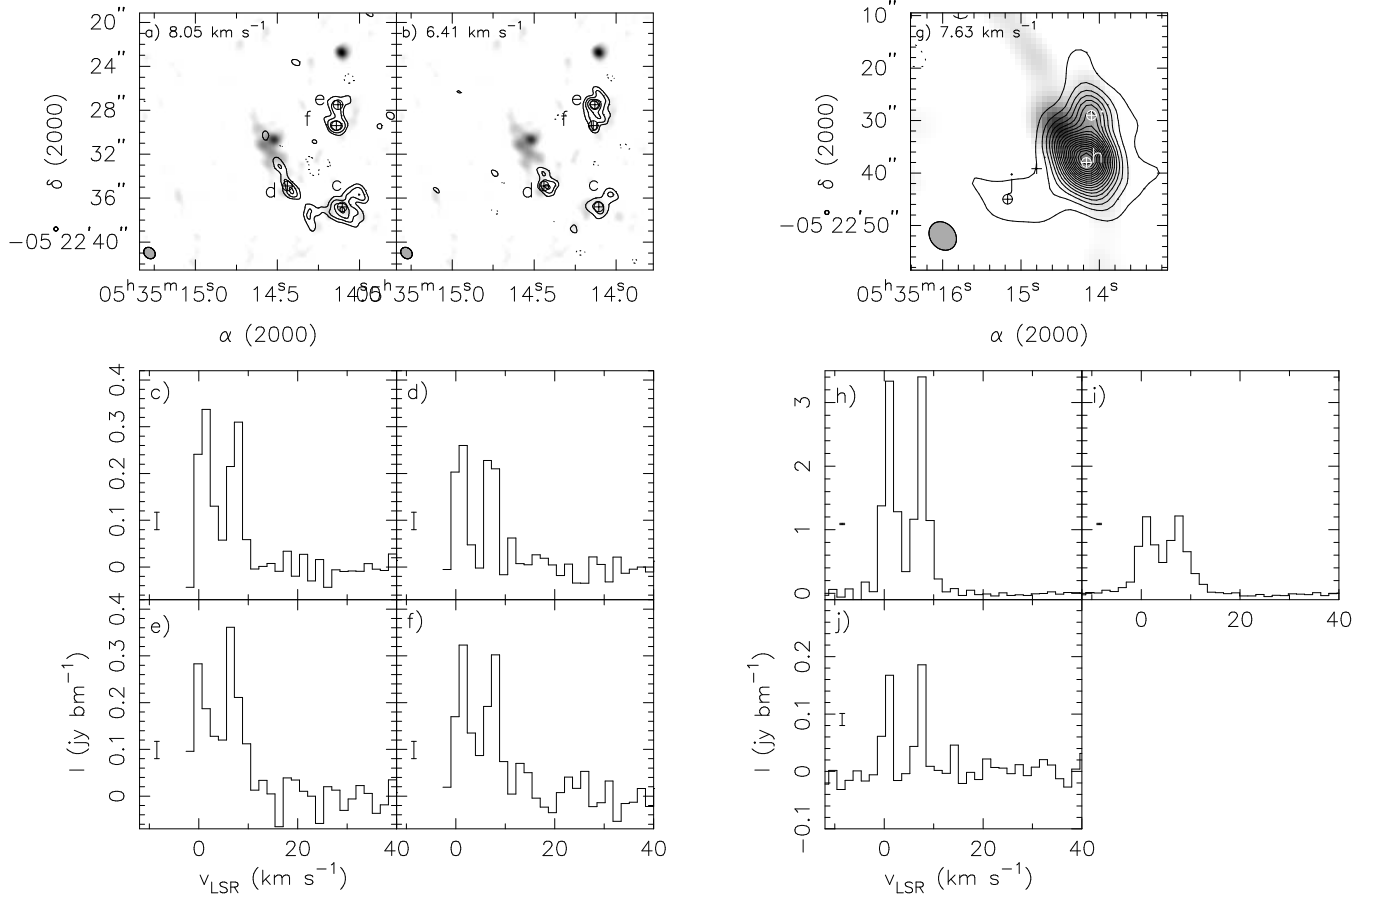 a) 8.05 km s−1
b) 6.41 km s−1
20″
24″
28″
32″
36″
−05°22′40″
δ (2000)
e
f
d
c
e
f
d
c
05h35m15s.0
14s.5
14s.0
05h35m15s.0
14s.5
14s.0
α (2000)
g) 7.63 km s−1
10″
20″
30″
40″
−05°22′50″
δ (2000)
h
05h35m16s
15s
14s
α (2000)
c)
d)
0.4
0.3
0.2
0.1
0
e)
f)
0.4
0.3
0.2
0.1
0
I (jy bm−1)
0
20
0
20
40
vLSR (km s−1)
h)
i)
3
2
1
0
0
20
40
j)
0.2
0.1
0
−0.1
I (jy bm−1)
0
20
40
vLSR (km s−1)